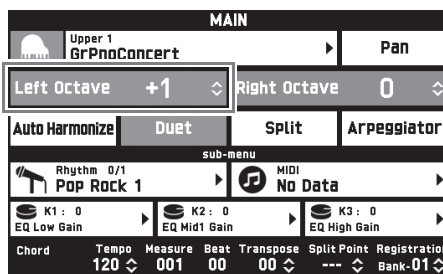 MAIN
Upper 1
GrPnoConcert
Pan
Left Octave +1 Right Octave 0
Auto Harmonize Duet Split Arpeggiator
sub-menu
Rhythm 0/1
Pop Rock 1
MIDI
No Data
K1: 0 K2: 0 K3: 0
EQ Low Gain EQ Mid1 Gain EQ High Gain
Chord Tempo Measure Beat Transpose Split Point Registratio
120 001 00 00 --- Bank-01